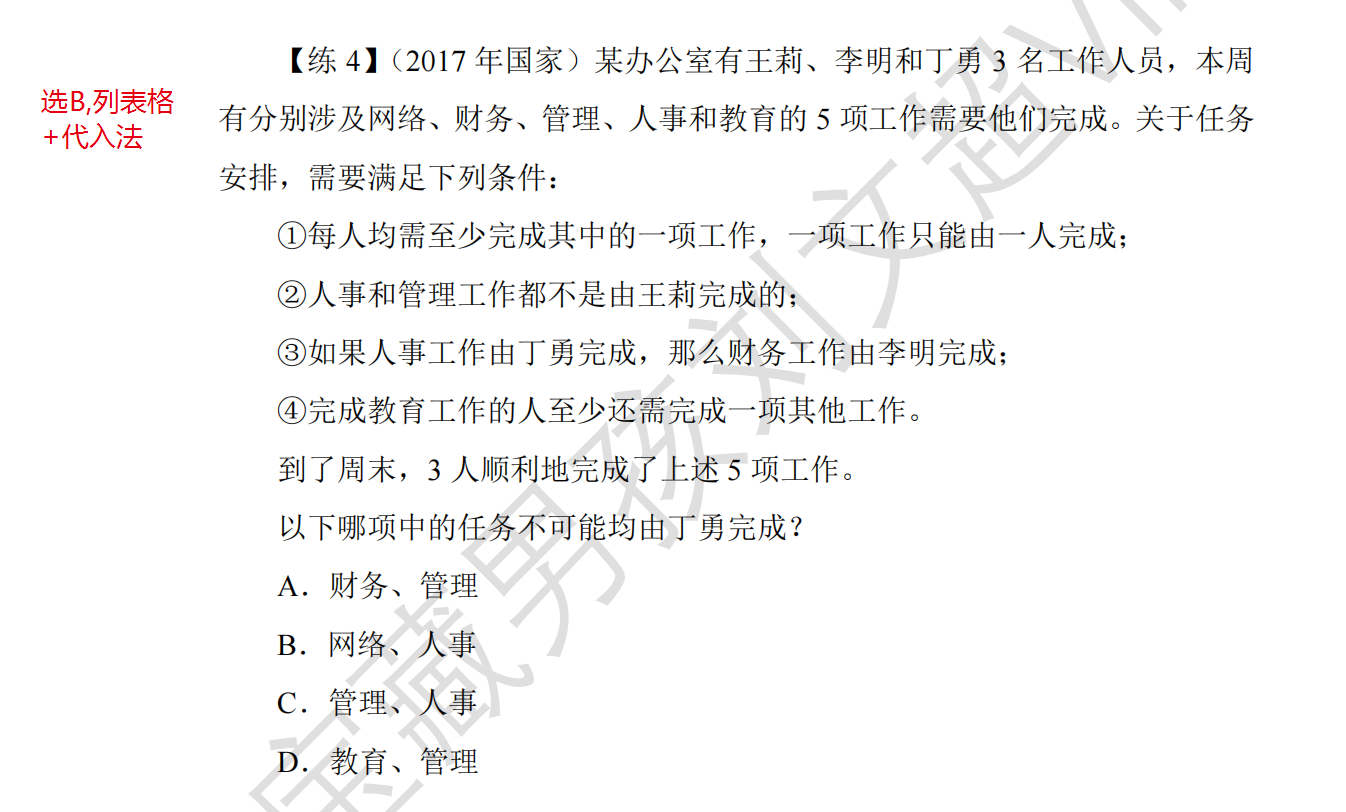 【练 4】（2017 年国家）某办公室有王莉、李明和丁勇 3 名工作人员，本周
选B,列表格
+代入法
有分别涉及网络、财务、管理、人事和教育的 5 项工作需要他们完成。关于任务
安排，需要满足下列条件：
①每人均需至少完成其中的一项工作，一项工作只能由一人完成；
②人事和管理工作都不是由王莉完成的；
③如果人事工作由丁勇完成，那么财务工作由李明完成；
④完成教育工作的人至少还需完成一项其他工作。
到了周末，3 人顺利地完成了上述 5 项工作。
以下哪项中的任务不可能均由丁勇完成？
A．财务、管理
B．网络、人事
C．管理、人事
D．教育、管理
宝藏男孩刘文超